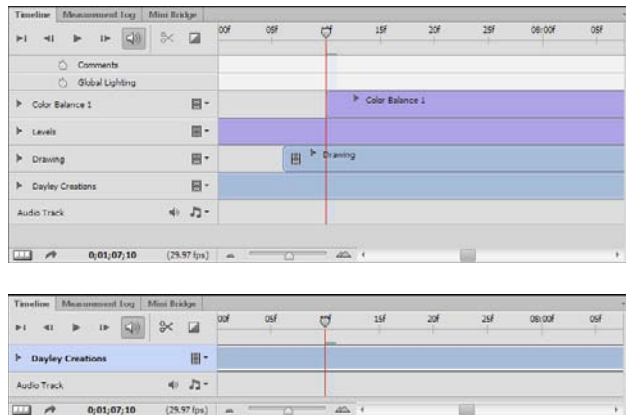 Timeline Measurement Log Mini Bridge
00f 05f 15f 20f 25f 08:00f 05f
Comments
Global Lighting
Color Balance 1 Color Balance 1
Levels
Drawing Drawing
Dayley Creations
Audio Track
0;01;07;10 (29.97 fps)
Timeline Measurement Log Mini Bridge
00f 05f 15f 20f 25f 08:00f 05f
Dayley Creations
Audio Track
0;01;07;10 (29.97 fps)